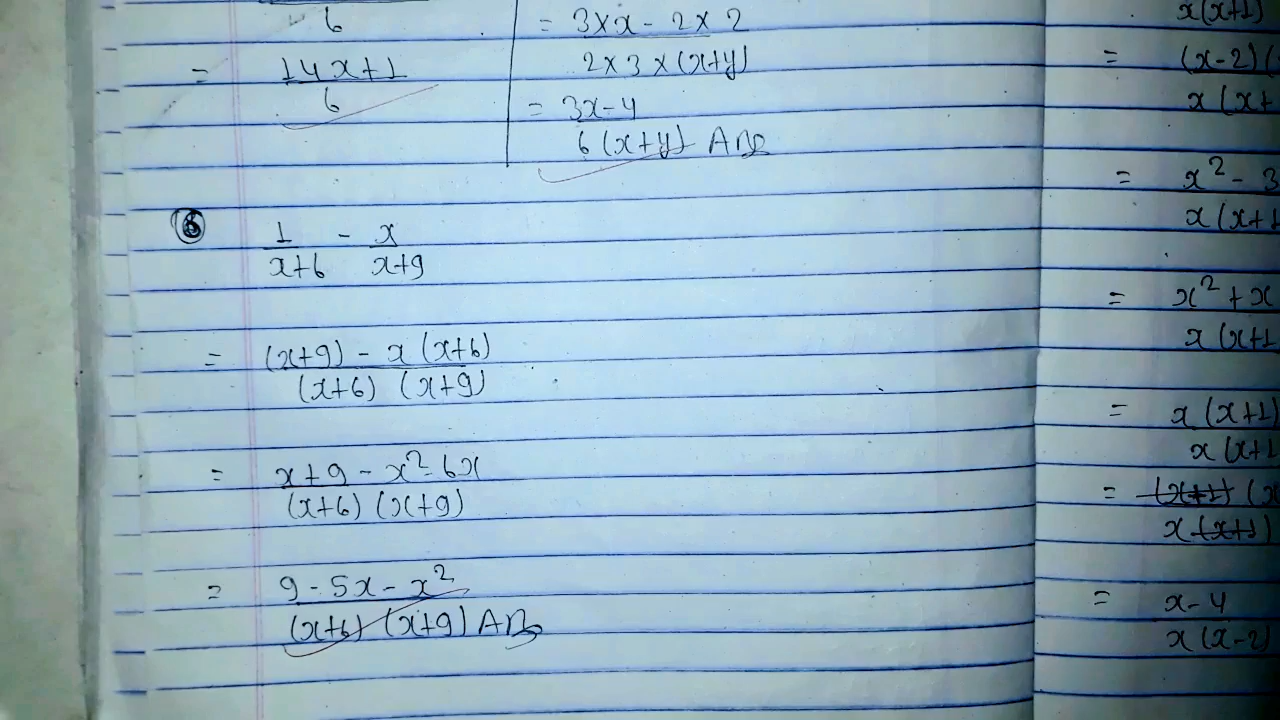 6
= 14x+1
6
= 3×x - 2×2
2×3×(x+y)
= 3x-4
6(x+y) Ans
1/x+6 - x/x+9
= (x+9) - x(x+6)
(x+6) (x+9)
= x+9 - x²-6x
(x+6) (x+9)
= 9-5x-x²
(x+6) (x+9) Ans
x(x+1)
= (x-2)(
x(x+
= x² - 3
x(x+1
= x² + x
x(x+1
= x(x+1)
x(x+1
= (x+1) (x
x(x+1)
= x-4
x(x-2)